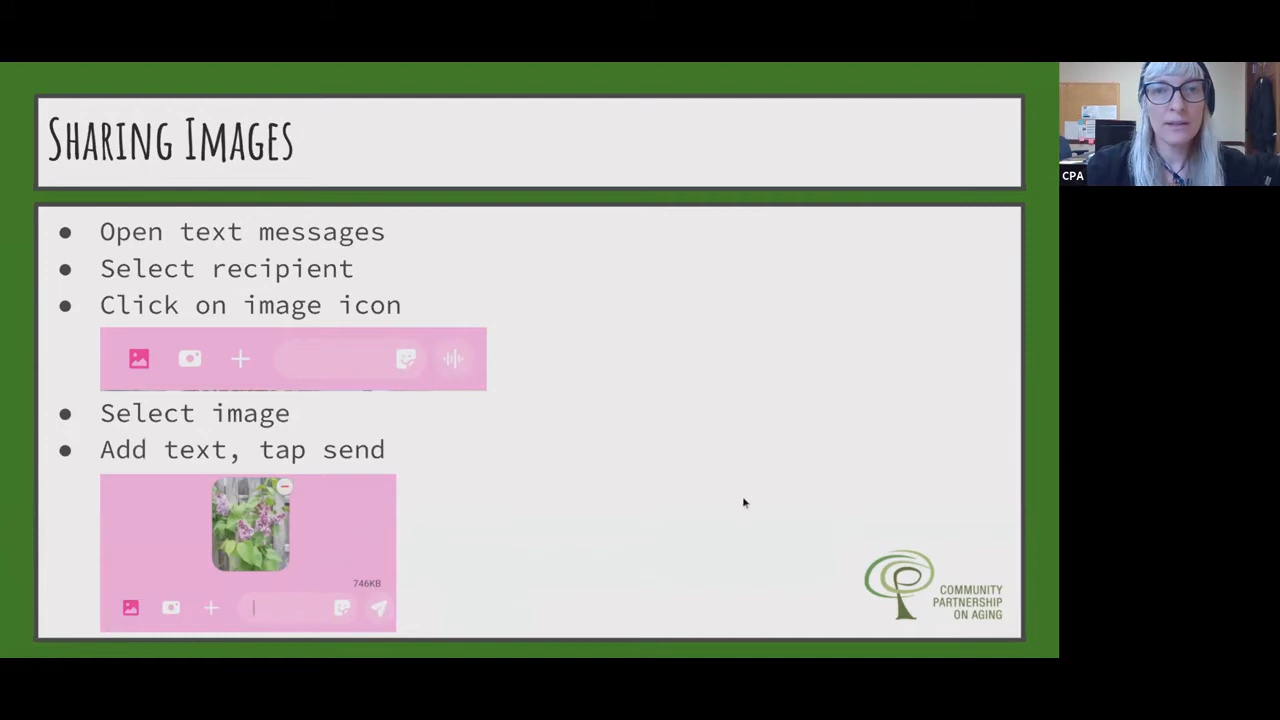 Sharing Images
● Open text messages
● Select recipient
● Click on image icon
● Select image
● Add text, tap send
746KB
COMMUNITY
PARTNERSHIP
ON AGING
CPA